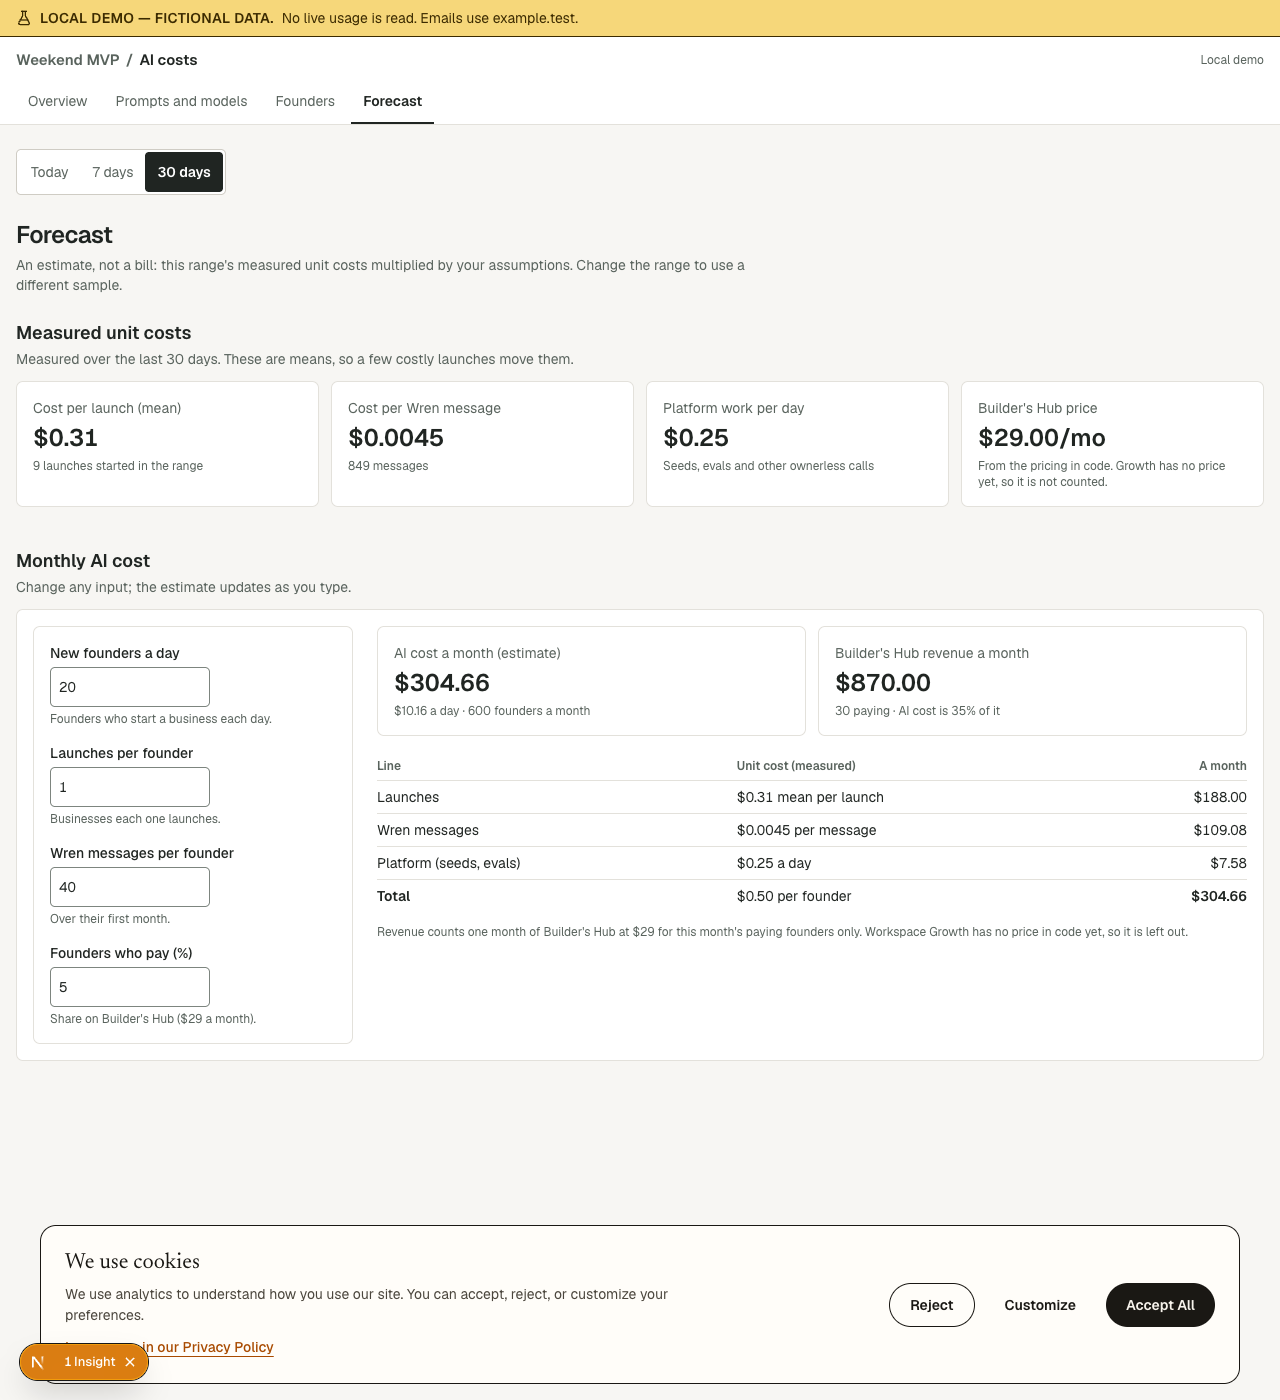 LOCAL DEMO — FICTIONAL DATA. No live usage is read. Emails use example.test.
Weekend MVP / AI costs
Local demo
Overview
Prompts and models
Founders
Forecast
Today
7 days
30 days
Forecast
An estimate, not a bill: this range's measured unit costs multiplied by your assumptions. Change the range to use a
different sample.
Measured unit costs
Measured over the last 30 days. These are means, so a few costly launches move them.
Cost per launch (mean)
$0.31
9 launches started in the range
Cost per Wren message
$0.0045
849 messages
Platform work per day
$0.25
Seeds, evals and other ownerless calls
Builder's Hub price
$29.00/mo
From the pricing in code. Growth has no price
yet, so it is not counted.
Monthly AI cost
Change any input; the estimate updates as you type.
New founders a day
20
Founders who start a business each day.
Launches per founder
1
Businesses each one launches.
Wren messages per founder
40
Over their first month.
Founders who pay (%)
5
Share on Builder's Hub ($29 a month).
AI cost a month (estimate)
$304.66
$10.16 a day · 600 founders a month
Builder's Hub revenue a month
$870.00
30 paying · AI cost is 35% of it
Line Unit cost (measured) A month
Launches $0.31 mean per launch $188.00
Wren messages $0.0045 per message $109.08
Platform (seeds, evals) $0.25 a day $7.58
Total $0.50 per founder $304.66
Revenue counts one month of Builder's Hub at $29 for this month's paying founders only. Workspace Growth has no price in code yet, so it is left out.
We use cookies
We use analytics to understand how you use our site. You can accept, reject, or customize your
preferences.
in our Privacy Policy
Reject
Customize
Accept All
N 1 Insight